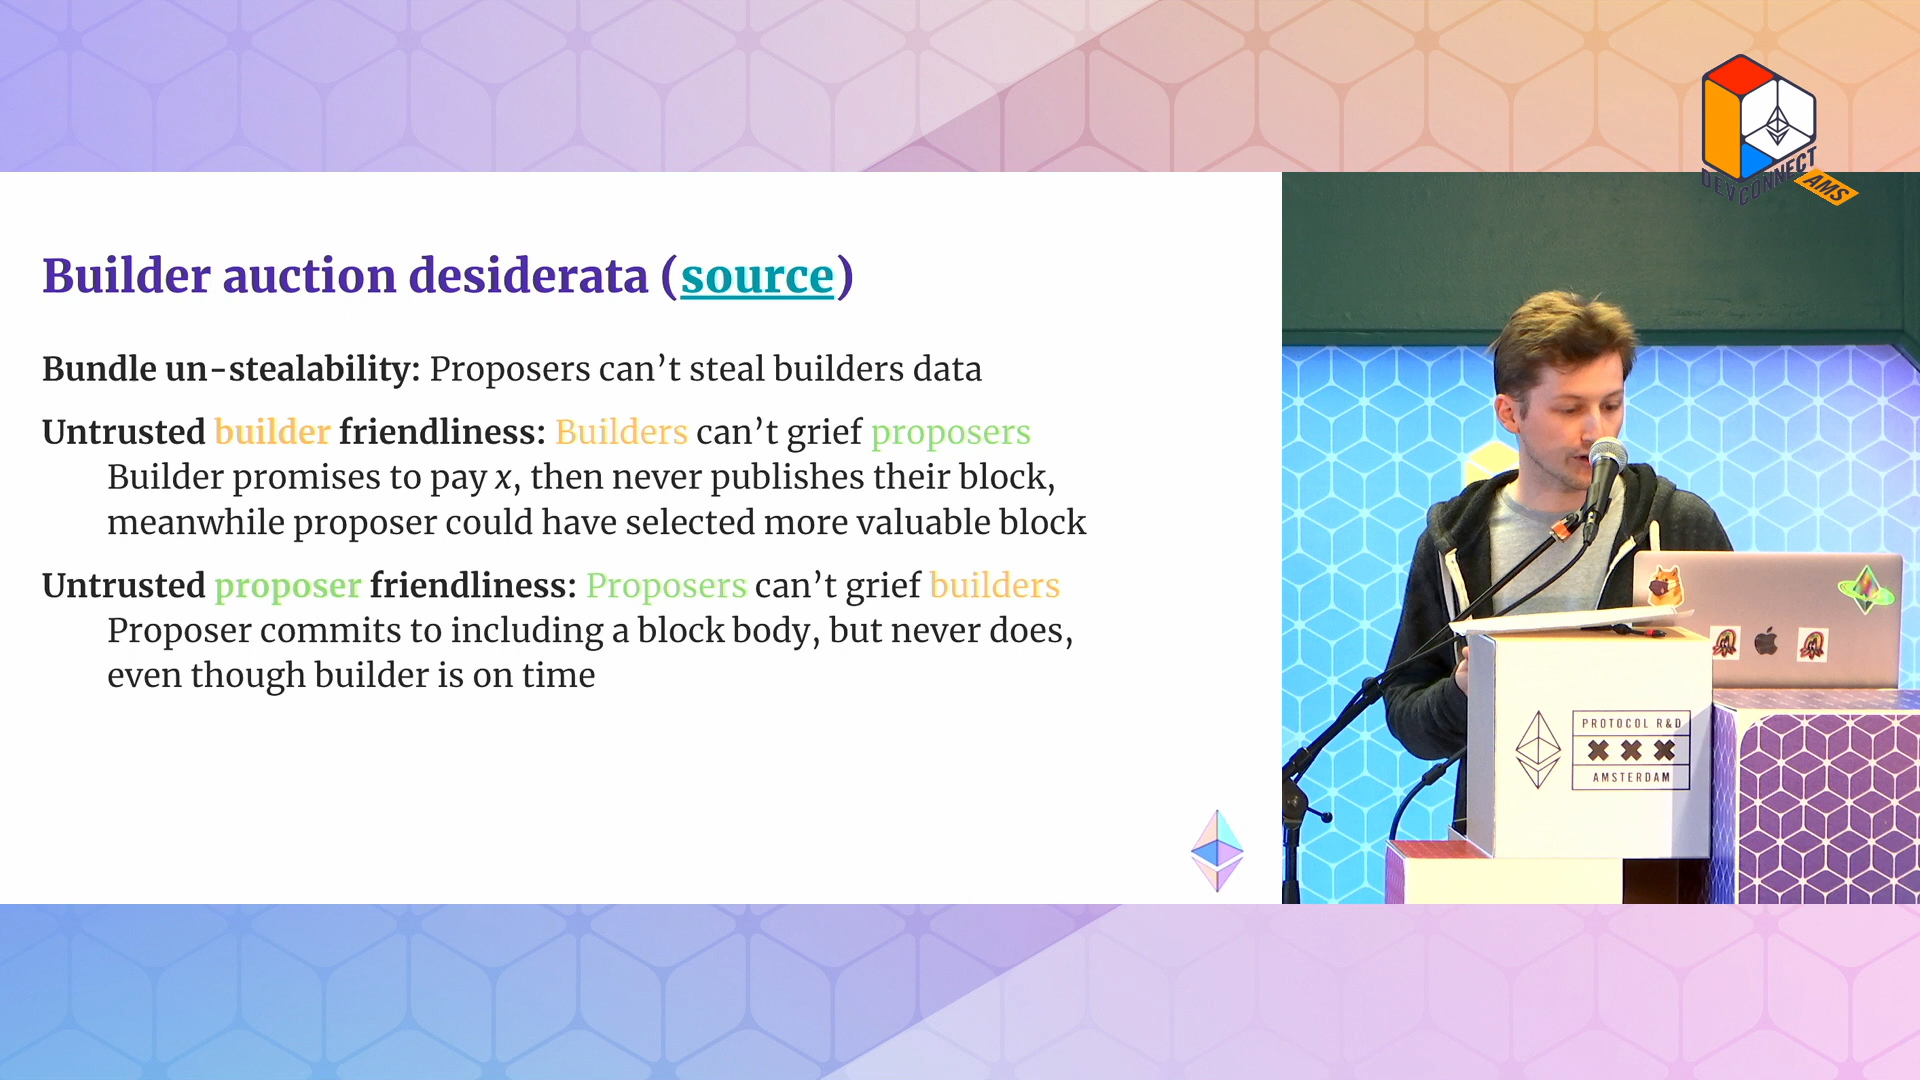 DEVCONNECT
AMS
Builder auction desiderata (source)
Bundle un-stealability: Proposers can’t steal builders data
Untrusted builder friendliness: Builders can’t grief proposers
Builder promises to pay x, then never publishes their block,
meanwhile proposer could have selected more valuable block
Untrusted proposer friendliness: Proposers can’t grief builders
Proposer commits to including a block body, but never does,
even though builder is on time
PROTOCOL R&D
AMSTERDAM